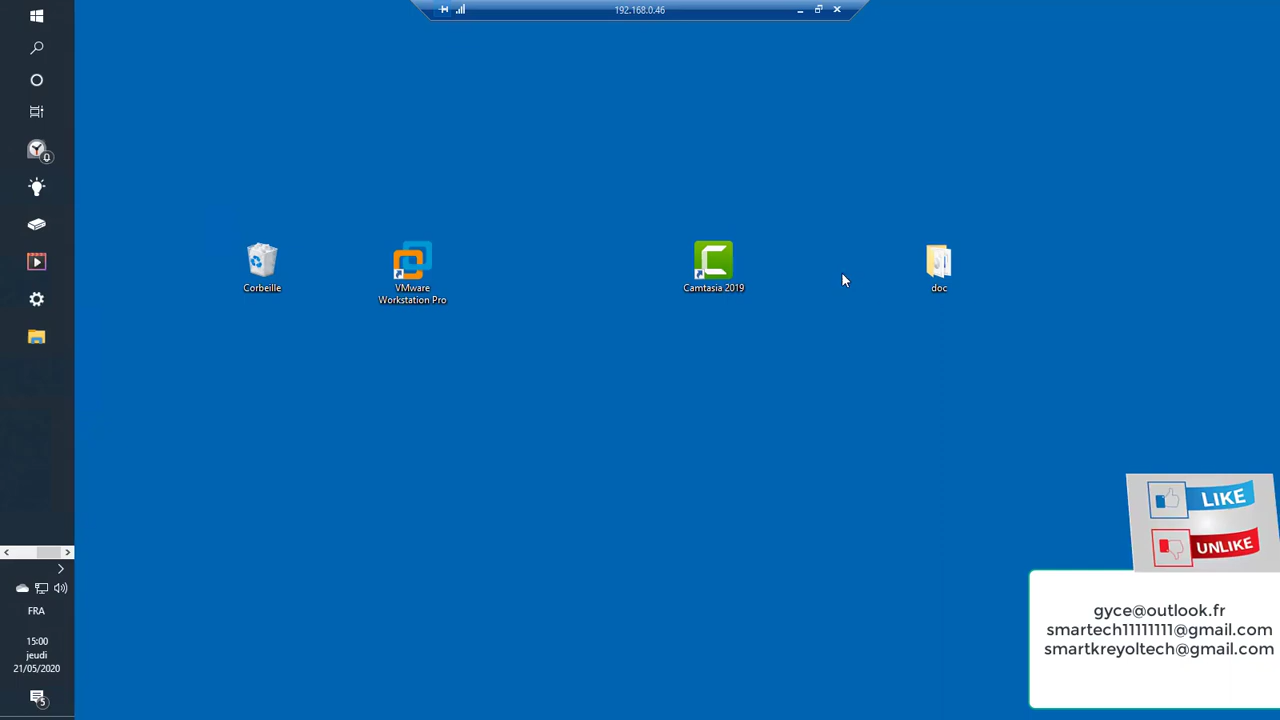 192.168.0.46
Corbeille
VMware
Workstation Pro
Camtasia 2019
doc
LIKE
UNLIKE
gyce@outlook.fr
smartech11111111@gmail.com
smartkreyoltech@gmail.com
FRA
15:00
jeudi
21/05/2020
5